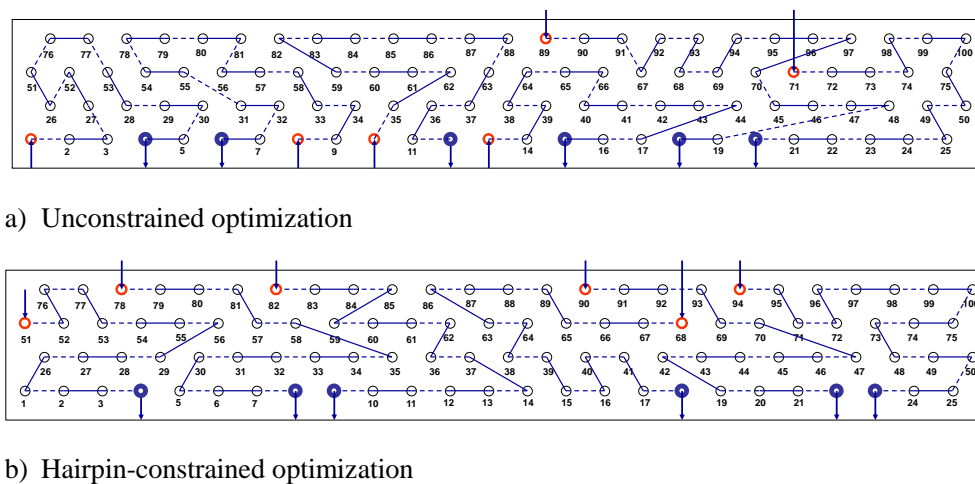 76 77 78 79 80 81 82 83 84 85 86 87 88 89 90 91 92 93 94 95 96 97 98 99 100
51 52 53 54 55 56 57 58 59 60 61 62 63 64 65 66 67 68 69 70 71 72 73 74 75
26 27 28 29 30 31 32 33 34 35 36 37 38 39 40 41 42 43 44 45 46 47 48 49 50
2 3 5 7 9 11 14 16 17 19 21 22 23 24 25
a) Unconstrained optimization
76 77 78 79 80 81 82 83 84 85 86 87 88 89 90 91 92 93 94 95 96 97 98 99 100
51 52 53 54 55 56 57 58 59 60 61 62 63 64 65 66 67 68 69 70 71 72 73 74 75
26 27 28 29 30 31 32 33 34 35 36 37 38 39 40 41 42 43 44 45 46 47 48 49 50
1 2 3 5 6 7 10 11 12 13 14 15 16 17 19 20 21 24 25
b) Hairpin-constrained optimization